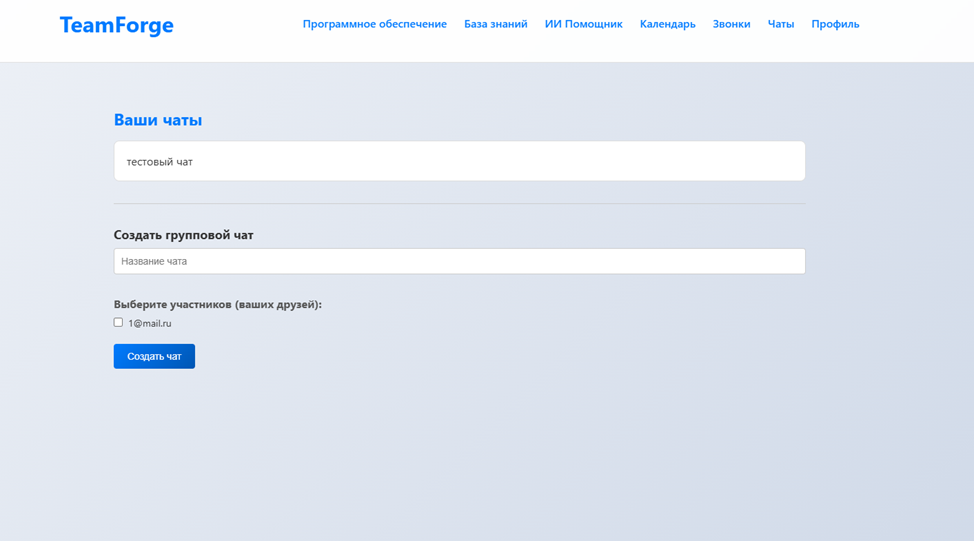 TeamForge
Программное обеспечение База знаний ИИ Помощник Календарь Звонки Чаты Профиль
Ваши чаты
тестовый чат
Создать групповой чат
Название чата
Выберите участников (ваших друзей):
1@mail.ru
Создать чат